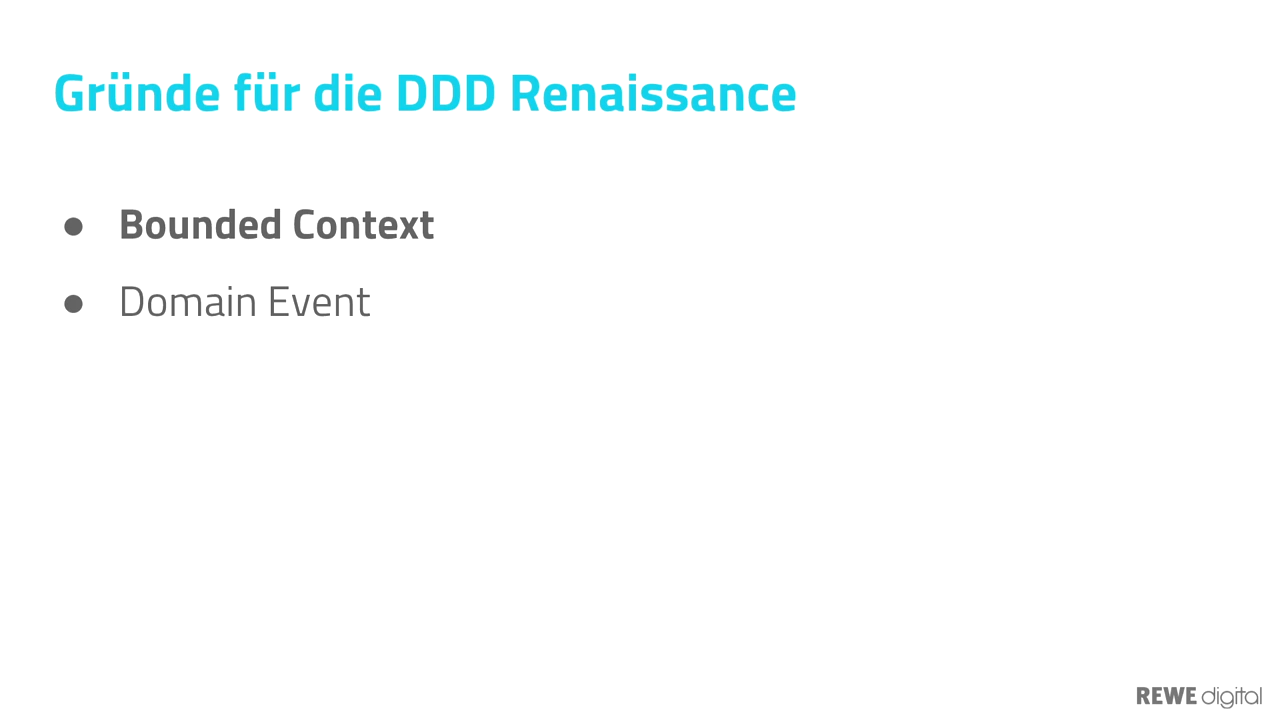 Gründe für die DDD Renaissance
● Bounded Context
● Domain Event
REWE digital